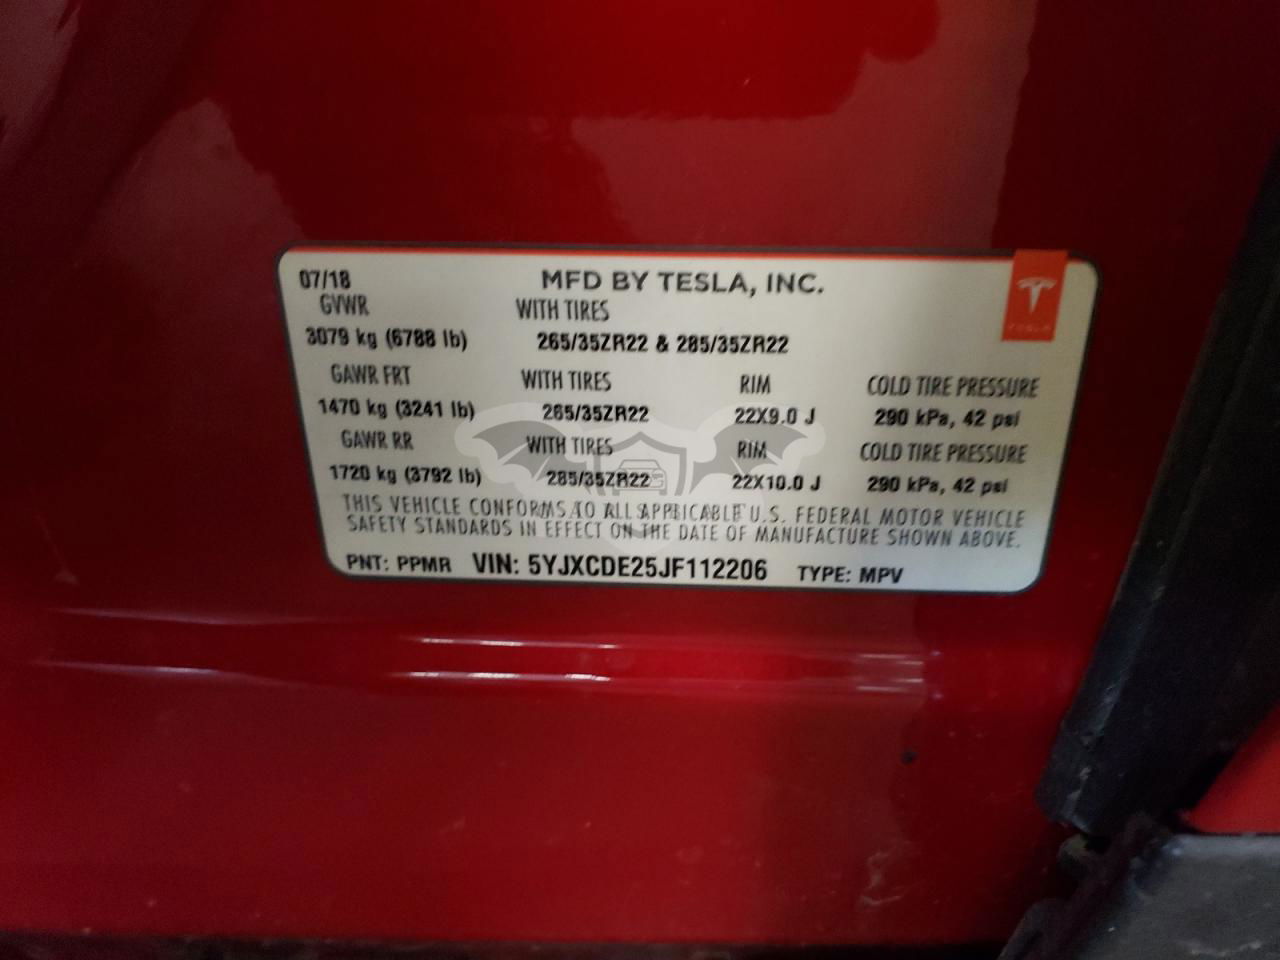 07/18 MFD BY TESLA, INC.
GVWR WITH TIRES
3079 kg (6788 lb) 265/35ZR22 & 285/35ZR22
GAWR FRT WITH TIRES RIM COLD TIRE PRESSURE
1470 kg (3241 lb) 265/35ZR22 22X9.0 J 290 kPa, 42 psi
GAWR RR WITH TIRES RIM COLD TIRE PRESSURE
1720 kg (3792 lb) 285/35ZR22 22X10.0 J 290 kPa, 42 psi
THIS VEHICLE CONFORMS TO ALL APPLICABLE U.S. FEDERAL MOTOR VEHICLE
SAFETY STANDARDS IN EFFECT ON THE DATE OF MANUFACTURE SHOWN ABOVE.
PNT: PPMR VIN: 5YJXCDE25JF112206 TYPE: MPV
TESLA